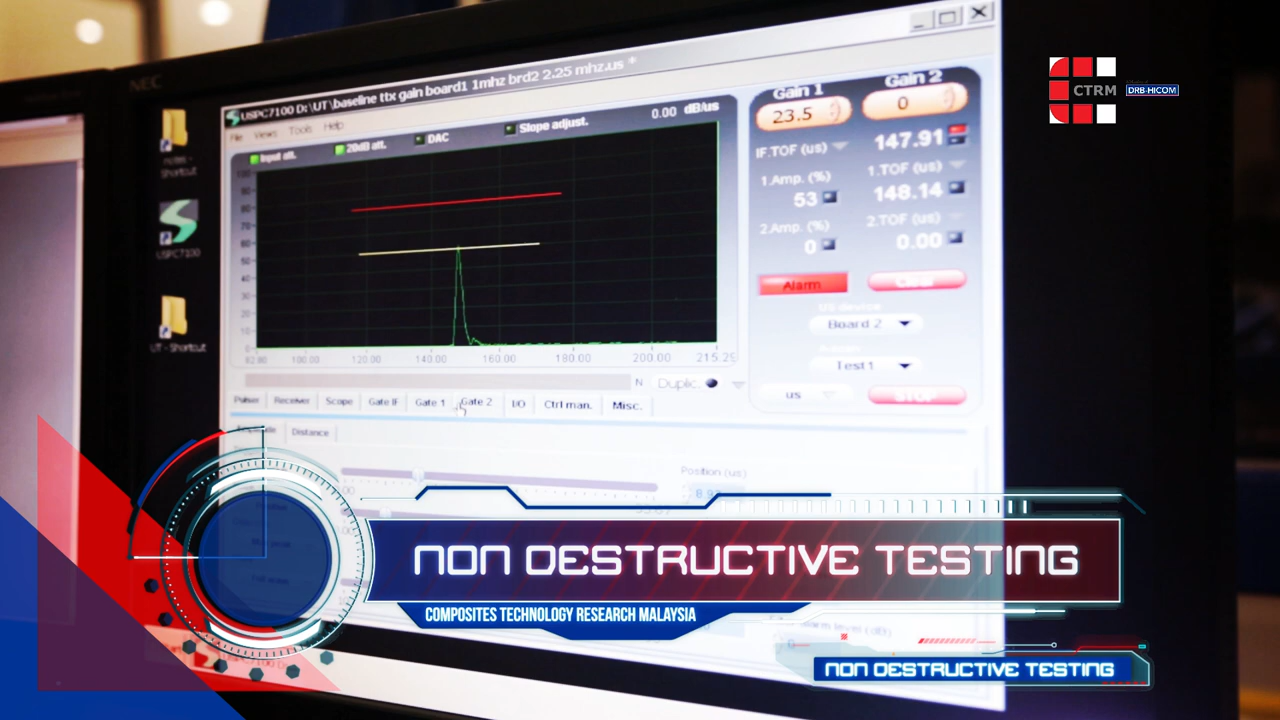 NEC
USPC7100 D:\UT\baseline ttx gain board1 1mhz brd2 2.25 mhz.us *
File Views Tools Help
Input att. 20dB att. DAC Slope adjust. 0.00 dB/us
100
90
80
70
60
50
40
30
20
10
0
82.80 100.00 120.00 140.00 160.00 180.00 200.00 215.29
N Duplic.
Pulser Receiver Scope Gate IF Gate 1 Gate 2 I/O Ctrl man. Misc.
Distance
Position (us)
Gain 1 Gain 2
23.5 0
IF.TOF (us) 147.91
1.Amp. (%) 1.TOF (us)
53 148.14
2.Amp. (%) 2.TOF (us)
0 0.00
Alarm Clear
Board 2
Test1
us STOP
Shortcut
USPC7100
UT - Shortcut
CTRM
DRB-HICOM
NON DESTRUCTIVE TESTING
COMPOSITES TECHNOLOGY RESEARCH MALAYSIA
NON DESTRUCTIVE TESTING